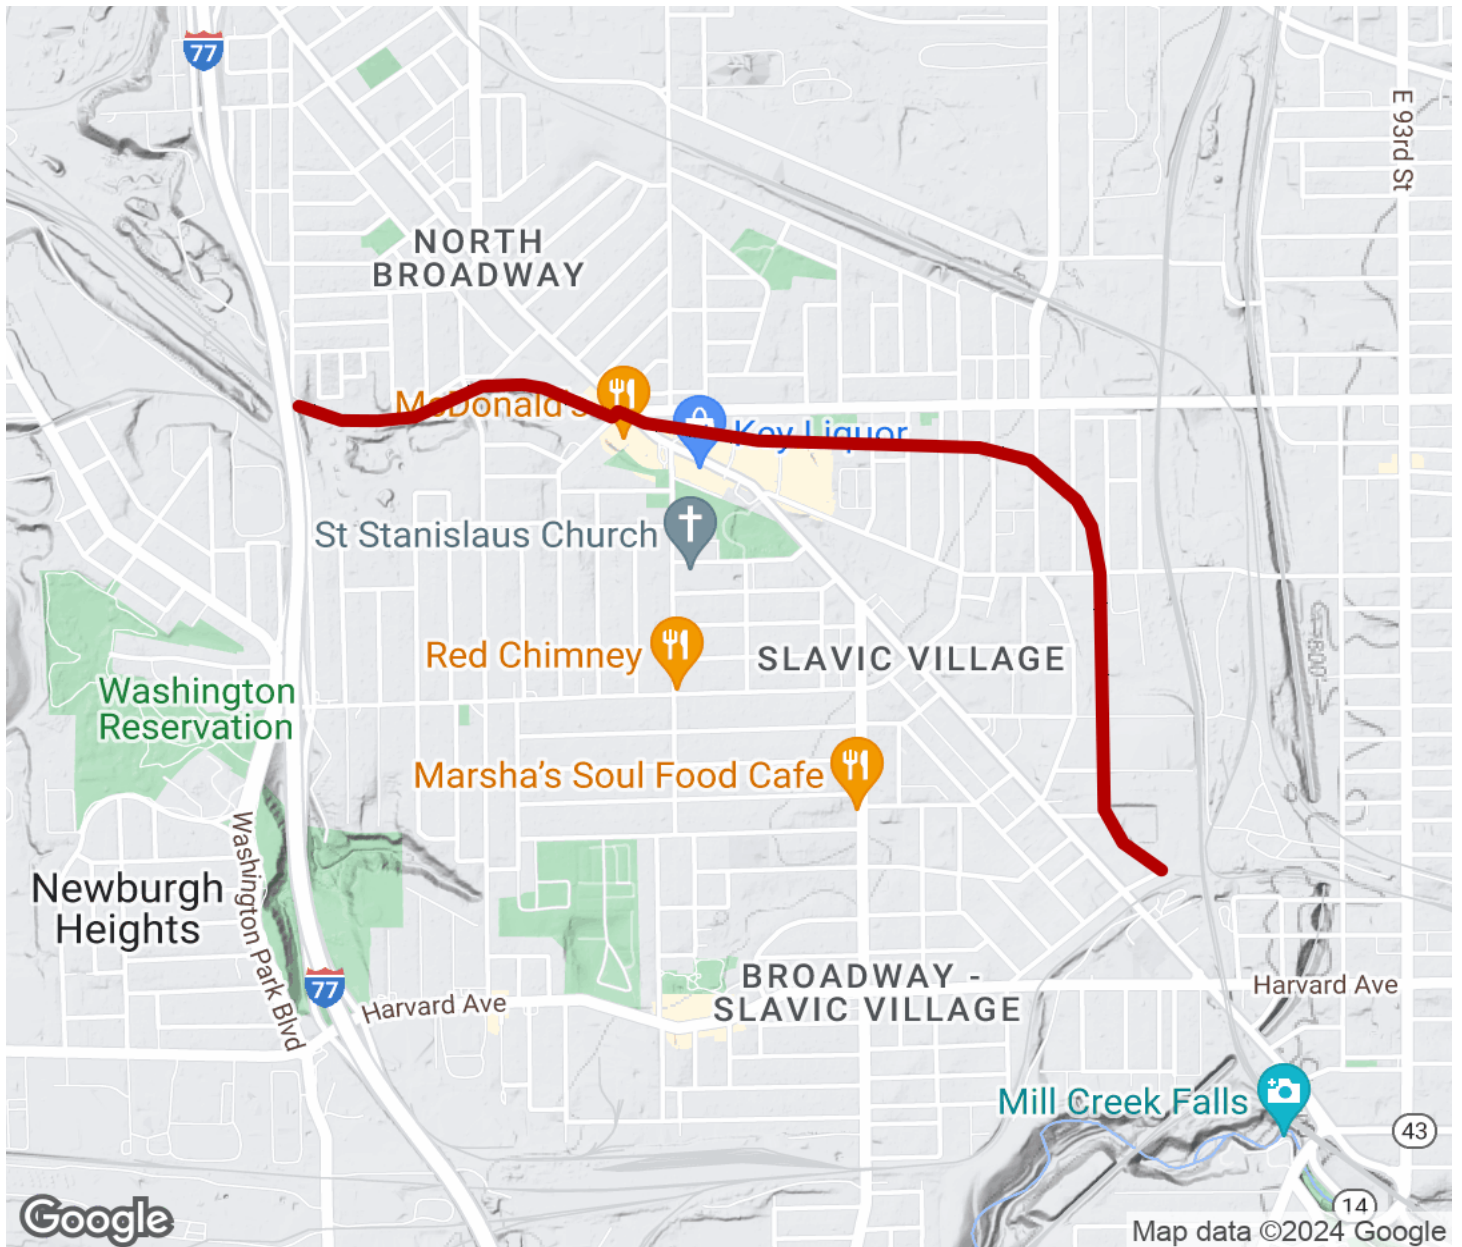 77
E 93rd St
NORTH
BROADWAY
McDonald's
Key Liquor
St Stanislaus Church
Red Chimney
SLAVIC VILLAGE
Washington
Reservation
Marsha's Soul Food Cafe
Newburgh
Heights
Washington Park Blvd
77
Harvard Ave
BROADWAY -
SLAVIC VILLAGE
Harvard Ave
Mill Creek Falls
43
14
Google
Map data ©2024 Google